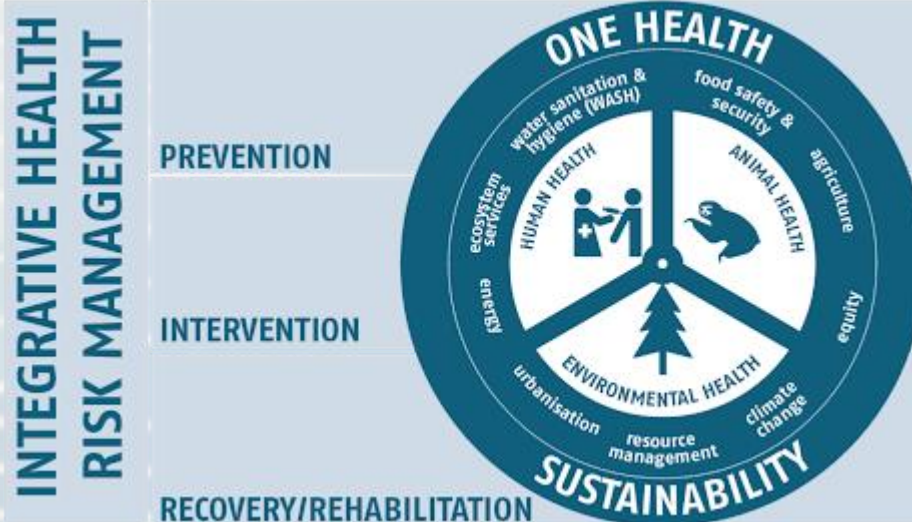 INTEGRATIVE HEALTH
RISK MANAGEMENT
PREVENTION
INTERVENTION
RECOVERY/REHABILITATION
ONE HEALTH
water sanitation &
hygiene (WASH)
food safety &
security
agriculture
equity
climate
change
resource
management
urbanisation
energy
ecosystem
services
HUMAN HEALTH
ANIMAL HEALTH
ENVIRONMENTAL HEALTH
SUSTAINABILITY